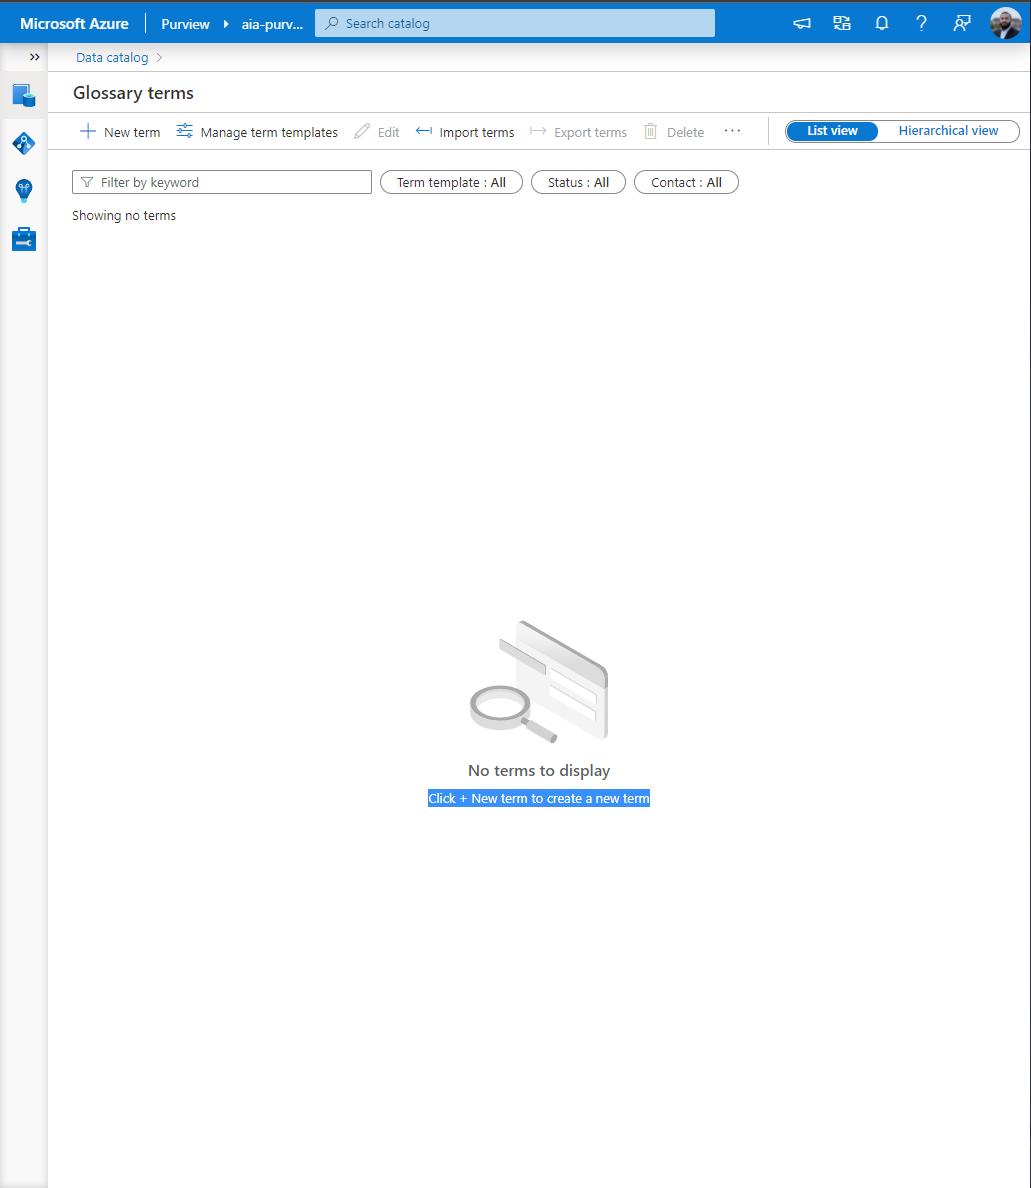 Microsoft Azure Purview aia-purv... Search catalog
Data catalog
Glossary terms
New term Manage term templates Edit Import terms Export terms Delete ... List view Hierarchical view
Filter by keyword Term template : All Status : All Contact : All
Showing no terms
No terms to display
Click + New term to create a new term